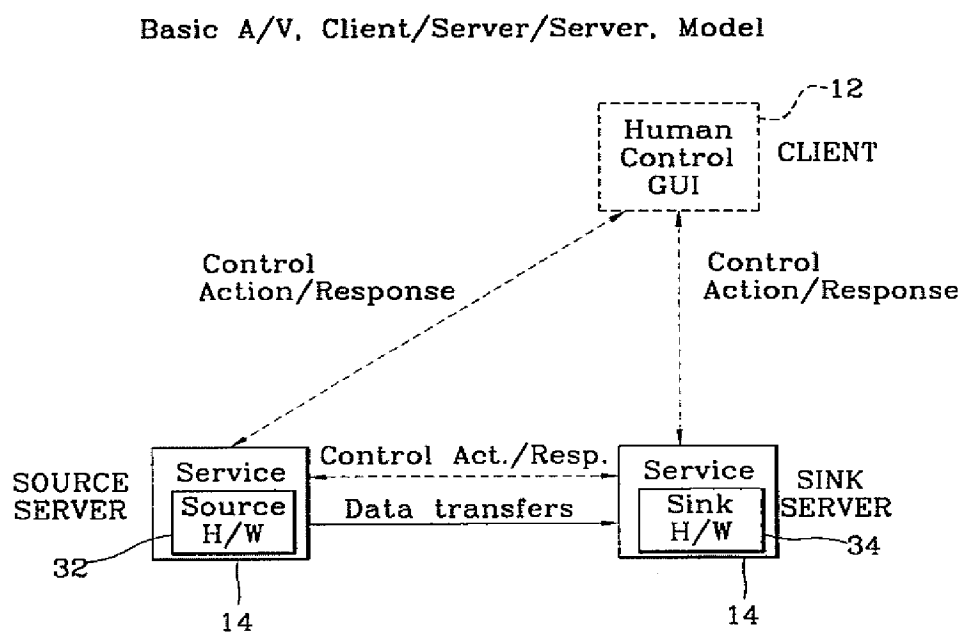 Basic A/V, Client/Server/Server, Model
12
Human
Control
GUI
CLIENT
Control
Action/Response
Control
Action/Response
SOURCE
SERVER
Service
Source
H/W
Control Act./Resp.
Data transfers
Service
Sink
H/W
SINK
SERVER
32
34
14
14